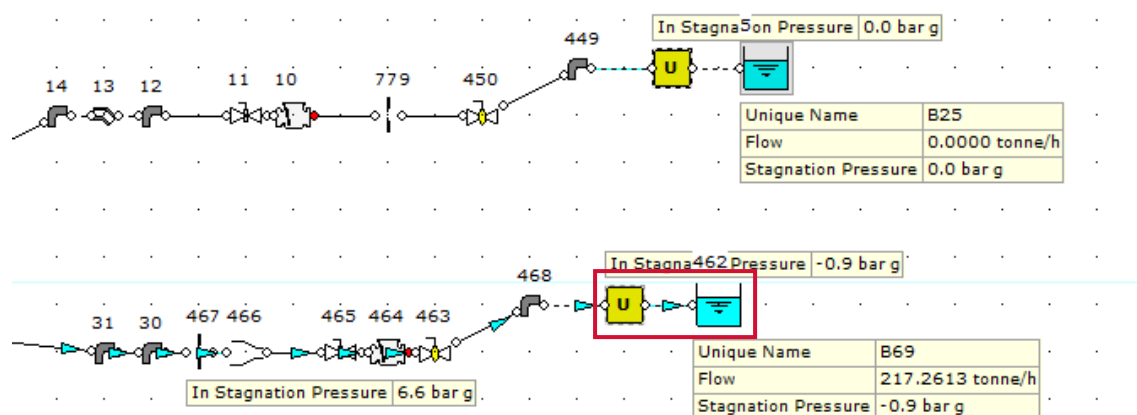 In Stagna5on Pressure 0.0 bar g
449
U
14 13 12 11 10 779 450
Unique Name B25
Flow 0.0000 tonne/h
Stagnation Pressure 0.0 bar g
In Stagna462Pressure -0.9 bar g
468
U
31 30 467 466 465 464 463
Unique Name B69
Flow 217.2613 tonne/h
In Stagnation Pressure 6.6 bar g
Stagnation Pressure -0.9 bar g